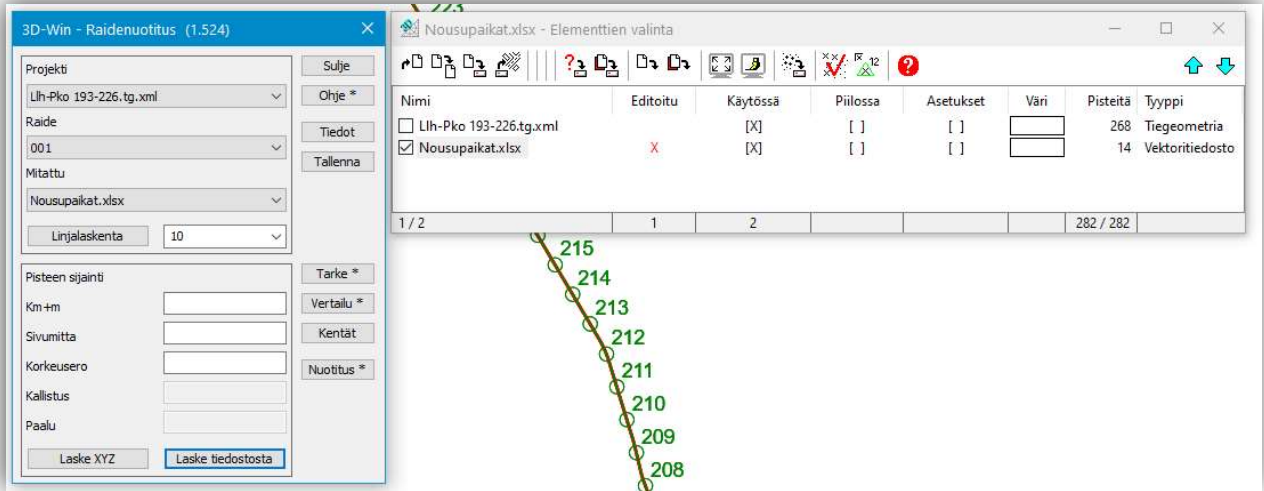 223
3D-Win - Raidenuotitus (1.524)
Projekti
Llh-Pko 193-226.tg.xml
Raide
001
Mitattu
Nousupaikat.xlsx
Linjalaskenta 10
Sulje
Ohje *
Tiedot
Tallenna
Pisteen sijainti
Km+m
Sivumitta
Korkeusero
Kallistus
Paalu
Laske XYZ Laske tiedostosta
Tarke *
Vertailu *
Kentät
Nuotitus *
Nousupaikat.xlsx - Elementtien valinta
Nimi Editoitu Käytössä Piilossa Asetukset Väri Pisteitä Tyyppi
Llh-Pko 193-226.tg.xml [X] [ ] [ ] 268 Tiegeometria
Nousupaikat.xlsx X [X] [ ] [ ] 14 Vektoritiedosto
1 / 2 1 2 282 / 282
215
214
213
212
211
210
209
208